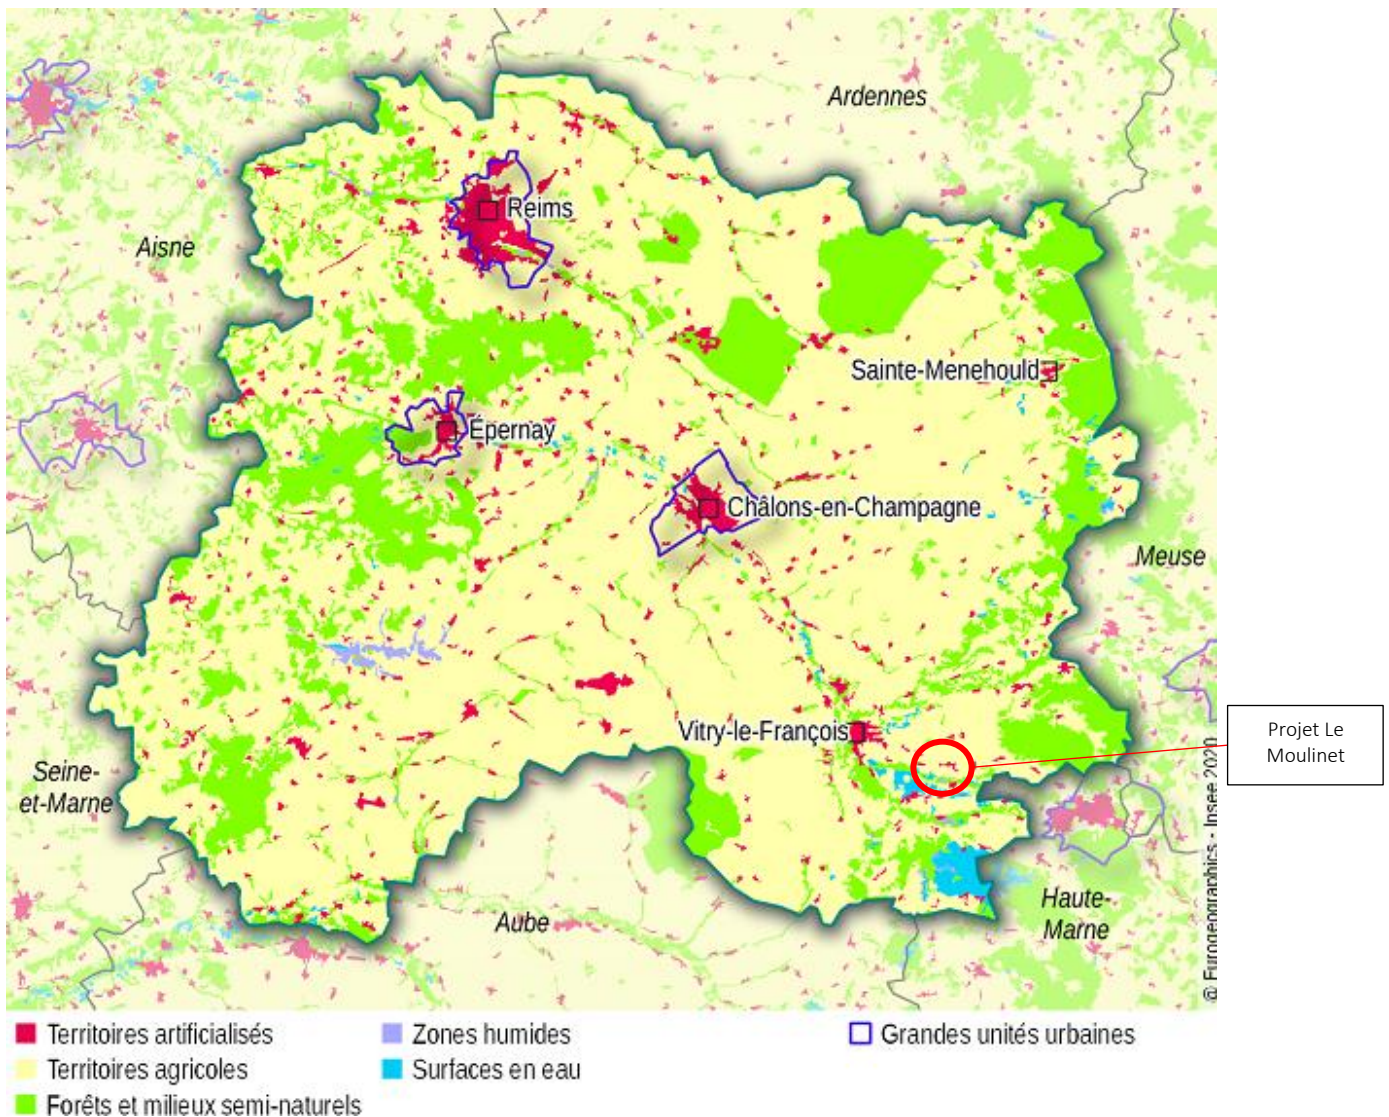 Ardennes
Reims
Aisne
Sainte-Menehould
Épernay
Châlons-en-Champagne
Meuse
Vitry-le-François
Projet Le
Moulinet
Seine-
et-Marne
Haute-
Marne
Aube
@ Eurogeographics - Insee 2020
Territoires artificialisés
Zones humides
Grandes unités urbaines
Territoires agricoles
Surfaces en eau
Forêts et milieux semi-naturels